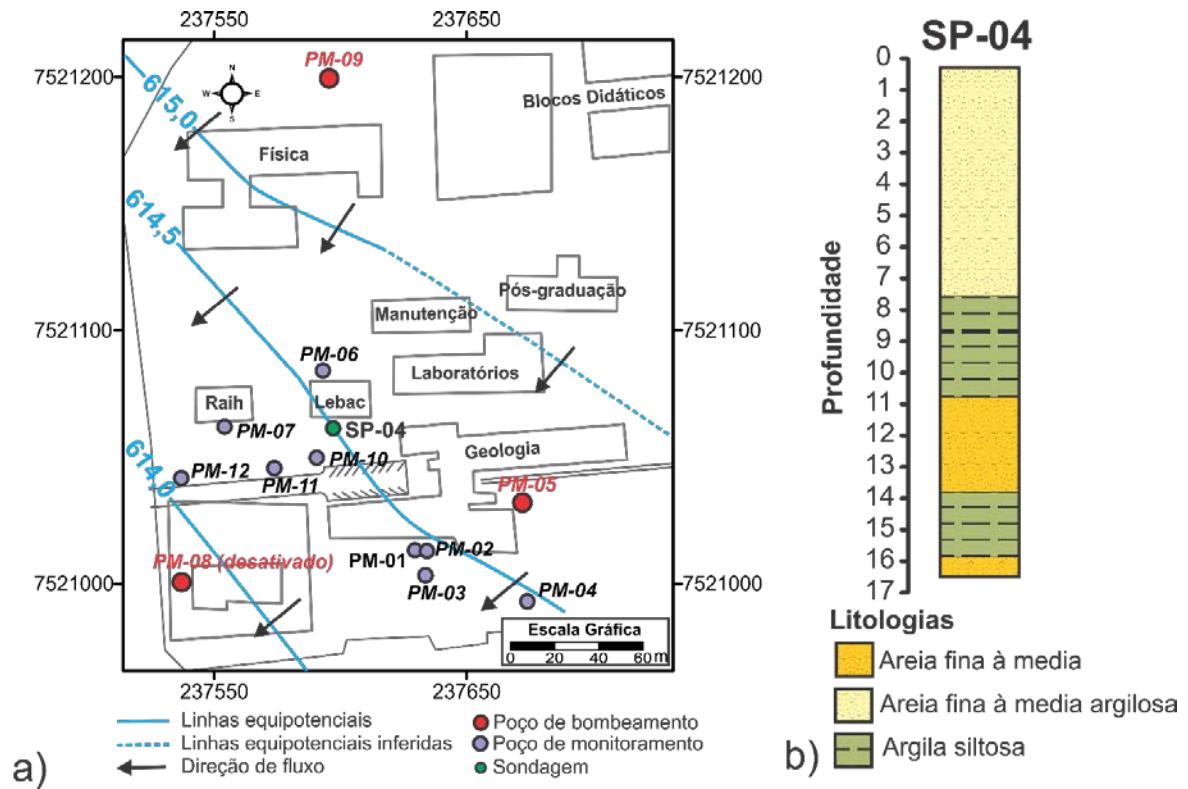 237550
237650
7521200
7521200
PM-09
N
W
E
S
615,0
Blocos Didáticos
Física
614,5
Pós-graduação
Manutenção
7521100
7521100
PM-06
Laboratórios
Raih
Lebac
SP-04
PM-07
Geologia
PM-10
PM-12
PM-11
614,0
PM-05
PM-08 (desativado)
PM-01
PM-02
7521000
7521000
PM-03
PM-04
Escala Gráfica
0
20
40
60 m
237550
237650
Linhas equipotenciais
Linhas equipotenciais inferidas
Direção de fluxo
Poço de bombeamento
Poço de monitoramento
Sondagem
a)
SP-04
Profundidade
0
1
2
3
4
5
6
7
8
9
10
11
12
13
14
15
16
17
Litologias
Areia fina à media
Areia fina à media argilosa
Argila siltosa
b)